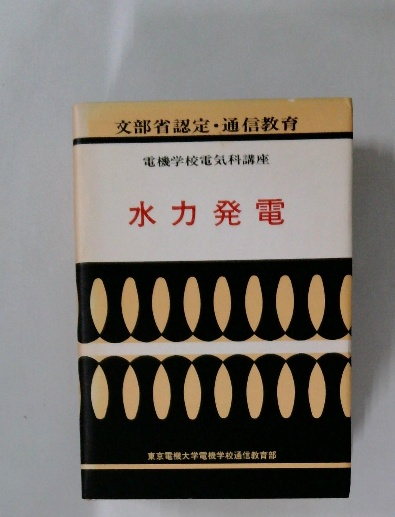 文部省認定・通信教育
電機学校電気科講座
水力発電
東京電機大学電機学校通信教育部